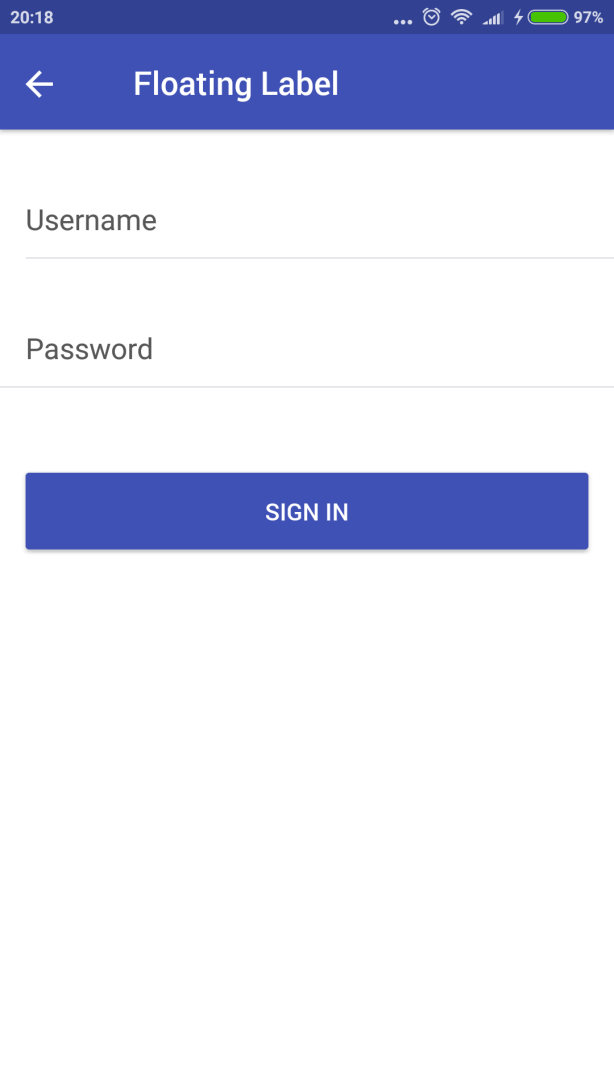 20:18
97%
Floating Label
Username
Password
SIGN IN